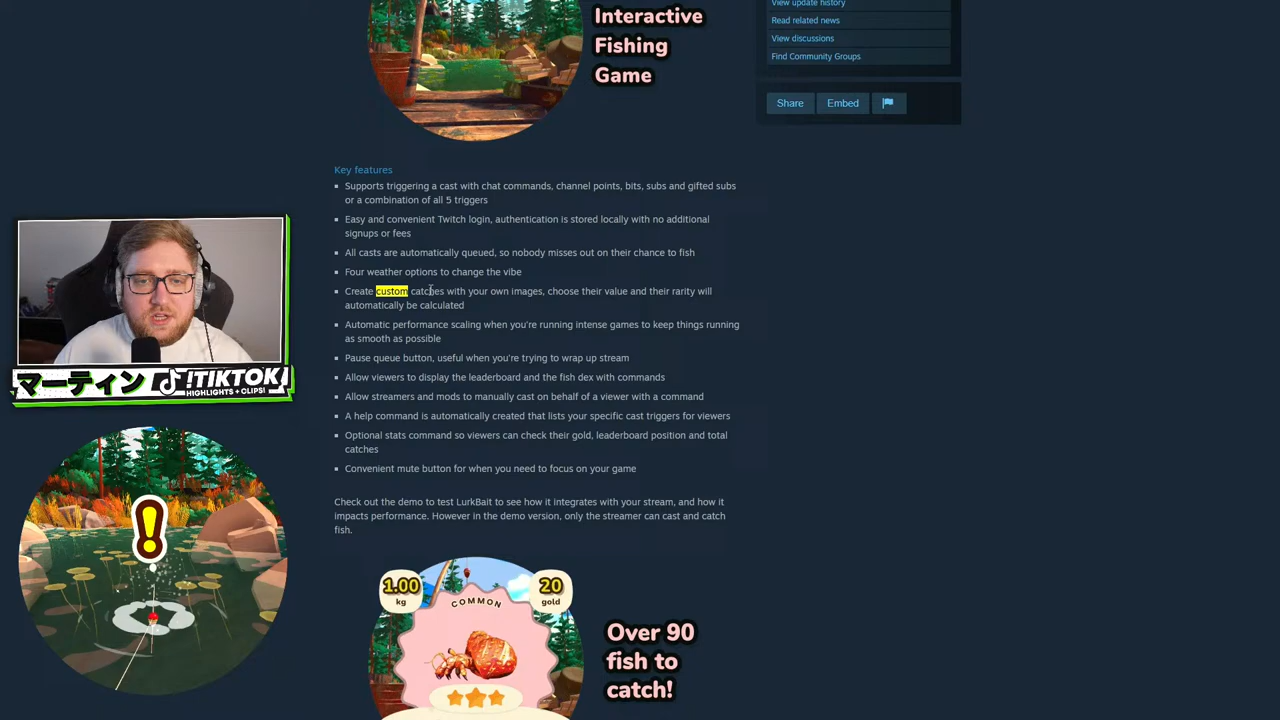 Interactive
Fishing
Game
View update history
Read related news
View discussions
Find Community Groups
Share
Embed
Key features
Supports triggering a cast with chat commands, channel points, bits, subs and gifted subs
or a combination of all 5 triggers
Easy and convenient Twitch login, authentication is stored locally with no additional
signups or fees
All casts are automatically queued, so nobody misses out on their chance to fish
Four weather options to change the vibe
Create custom catches with your own images, choose their value and their rarity will
automatically be calculated
Automatic performance scaling when you're running intense games to keep things running
as smooth as possible
Pause queue button, useful when you're trying to wrap up stream
Allow viewers to display the leaderboard and the fish dex with commands
Allow streamers and mods to manually cast on behalf of a viewer with a command
A help command is automatically created that lists your specific cast triggers for viewers
Optional stats command so viewers can check their gold, leaderboard position and total
catches
Convenient mute button for when you need to focus on your game
Check out the demo to test LurkBait to see how it integrates with your stream, and how it
impacts performance. However in the demo version, only the streamer can cast and catch
fish.
マーティン !TIKTOK
HIGHLIGHTS + CLIPS!
!
1.00
kg
20
gold
COMMON
Over 90
fish to
catch!